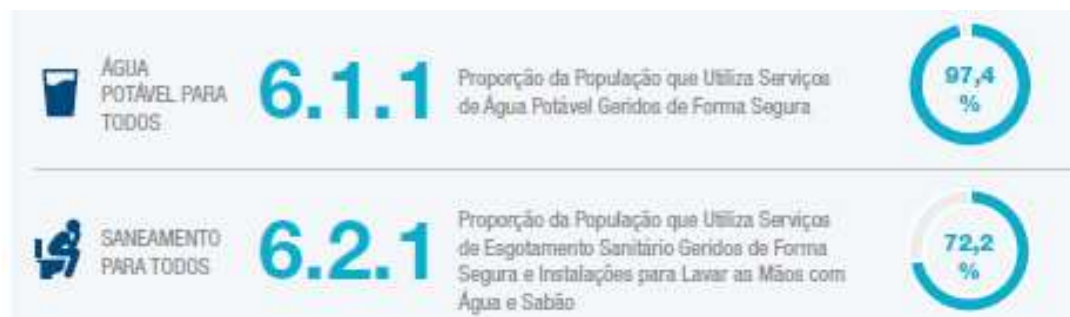 ÁGUA
POTÁVEL PARA
TODOS
6.1.1
Proporção da População que Utiliza Serviços
de Água Potável Geridos de Forma Segura
97,4
%
SANEAMENTO
PARA TODOS
6.2.1
Proporção da População que Utiliza Serviços
de Esgotamento Sanitário Geridos de Forma
Segura e Instalações para Lavar as Mãos com
Água e Sabão
72,2
%